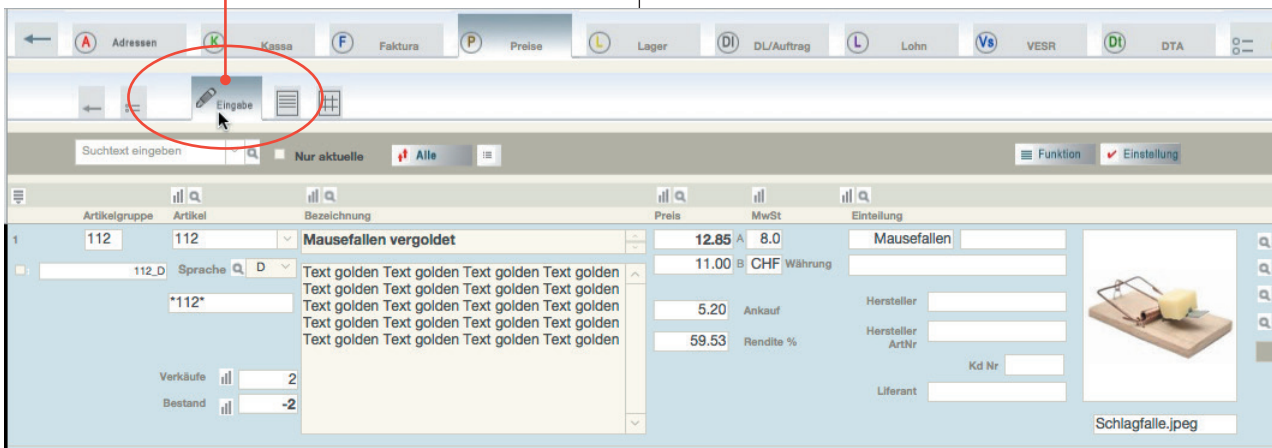 A Adressen K Kassa F Faktura P Preise L Lager Dl DL/Auftrag L Lohn Vs VESR Dt DTA
Eingabe
Suchtext eingeben Nur aktuelle Alle Funktion Einstellung
Artikelgruppe Artikel Bezeichnung Preis MwSt Einteilung
1 112 112 Mausefallen vergoldet 12.85 A 8.0 Mausefallen
112_D Sprache D 11.00 B CHF Währung
Text golden Text golden Text golden Text golden
Text golden Text golden Text golden Text golden
Text golden Text golden Text golden Text golden
Text golden Text golden Text golden Text golden
Text golden Text golden Text golden Text golden
*112*
5.20 Ankauf
59.53 Rendite %
Hersteller
Hersteller
ArtNr
Kd Nr
Liferant
Verkäufe 2
Bestand -2
Schlagfalle.jpeg